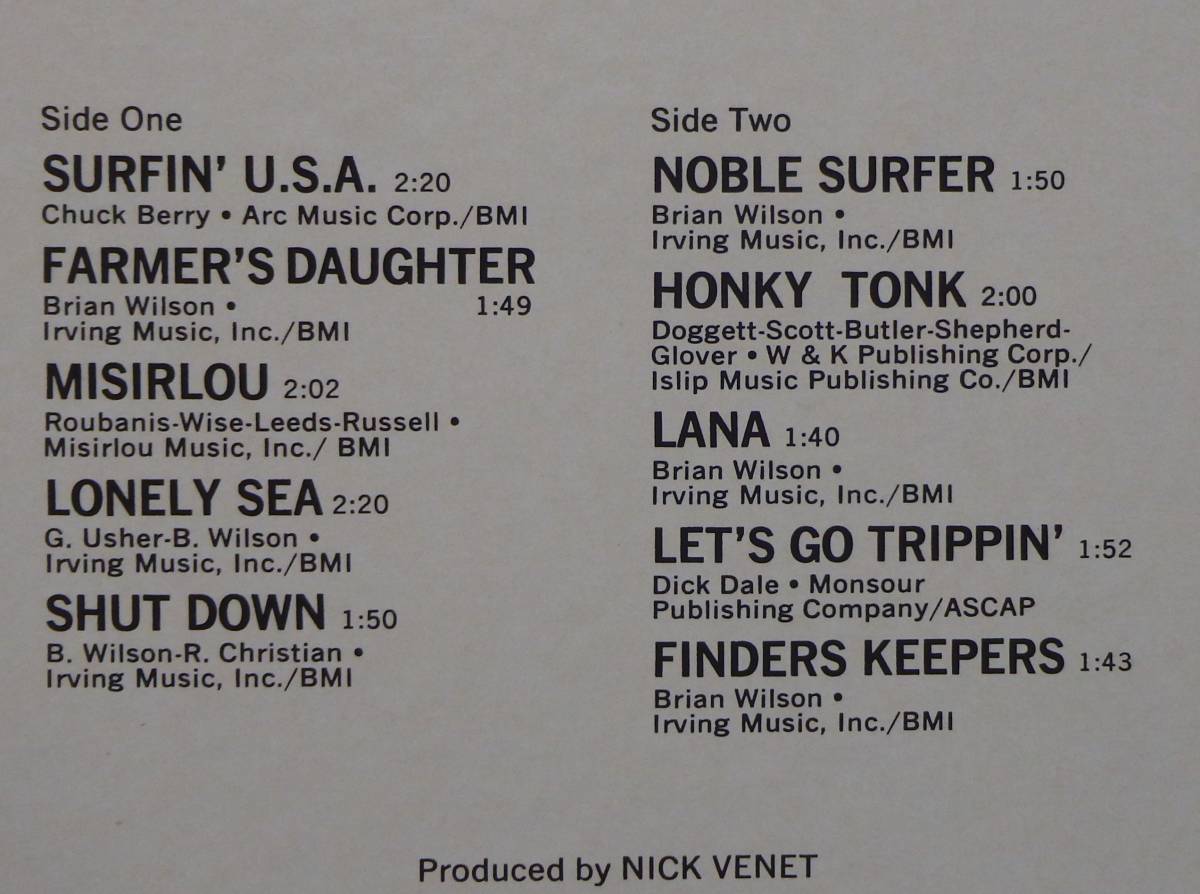 Side One
SURFIN' U.S.A. 2:20
Chuck Berry • Arc Music Corp./BMI
FARMER'S DAUGHTER
Brian Wilson • 1:49
Irving Music, Inc./BMI
MISIRLOU 2:02
Roubanis-Wise-Leeds-Russell •
Misirlou Music, Inc./ BMI
LONELY SEA 2:20
G. Usher-B. Wilson •
Irving Music, Inc./BMI
SHUT DOWN 1:50
B. Wilson-R. Christian •
Irving Music, Inc./BMI
Side Two
NOBLE SURFER 1:50
Brian Wilson •
Irving Music, Inc./BMI
HONKY TONK 2:00
Doggett-Scott-Butler-Shepherd-
Glover • W & K Publishing Corp./
Islip Music Publishing Co./BMI
LANA 1:40
Brian Wilson •
Irving Music, Inc./BMI
LET'S GO TRIPPIN' 1:52
Dick Dale • Monsour
Publishing Company/ASCAP
FINDERS KEEPERS 1:43
Brian Wilson •
Irving Music, Inc./BMI
Produced by NICK VENET